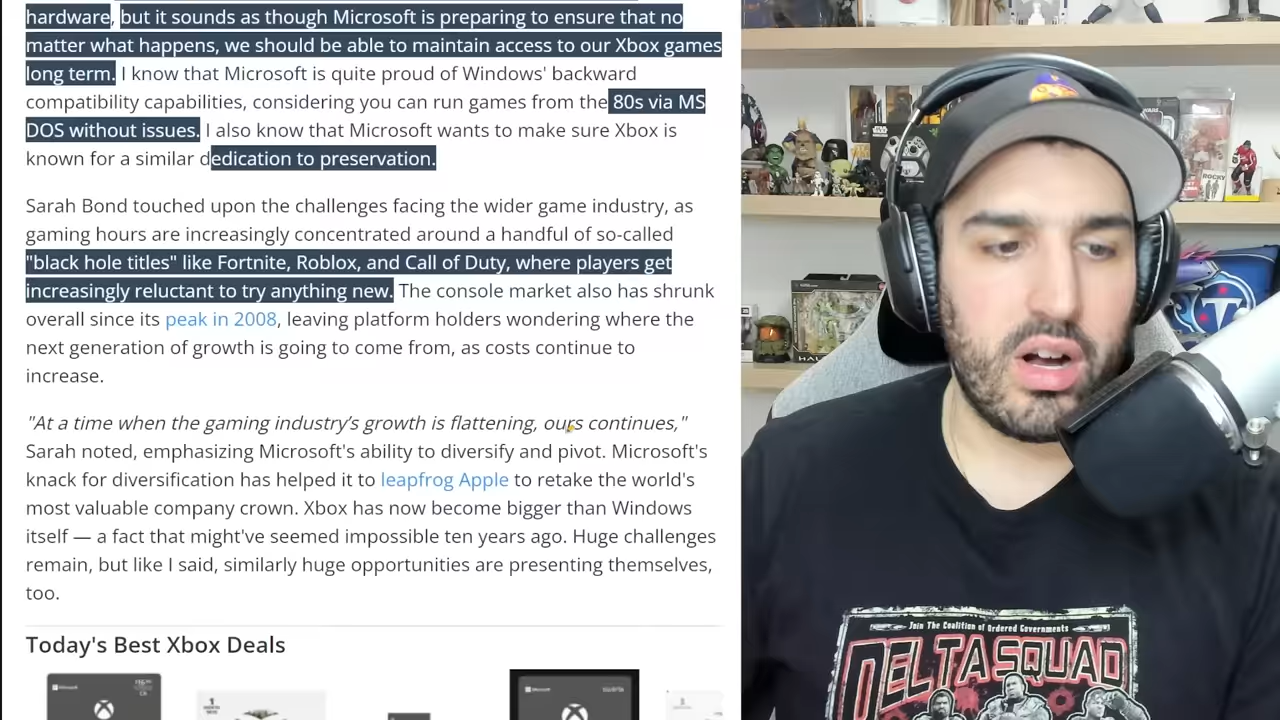 hardware, but it sounds as though Microsoft is preparing to ensure that no
matter what happens, we should be able to maintain access to our Xbox games
long term. I know that Microsoft is quite proud of Windows' backward
compatibility capabilities, considering you can run games from the 80s via MS
DOS without issues. I also know that Microsoft wants to make sure Xbox is
known for a similar dedication to preservation.
Sarah Bond touched upon the challenges facing the wider game industry, as
gaming hours are increasingly concentrated around a handful of so-called
"black hole titles" like Fortnite, Roblox, and Call of Duty, where players get
increasingly reluctant to try anything new. The console market also has shrunk
overall since its peak in 2008, leaving platform holders wondering where the
next generation of growth is going to come from, as costs continue to
increase.
"At a time when the gaming industry's growth is flattening, ours continues,"
Sarah noted, emphasizing Microsoft's ability to diversify and pivot. Microsoft's
knack for diversification has helped it to leapfrog Apple to retake the world's
most valuable company crown. Xbox has now become bigger than Windows
itself — a fact that might've seemed impossible ten years ago. Huge challenges
remain, but like I said, similarly huge opportunities are presenting themselves,
too.
Today's Best Xbox Deals
Join The Coalition of Ordered Governments
DELTA SQUAD
ROCKY
HALO